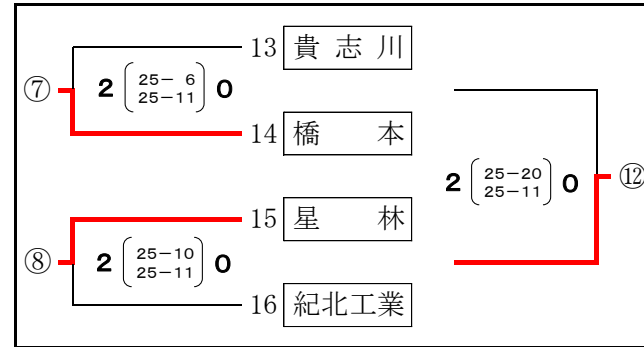 13 貴志川
⑦ 2 (25- 6 25-11) 0
14 橋本
2 (25-20 25-11) 0 ⑫
15 星林
⑧ 2 (25-10 25-11) 0
16 紀北工業